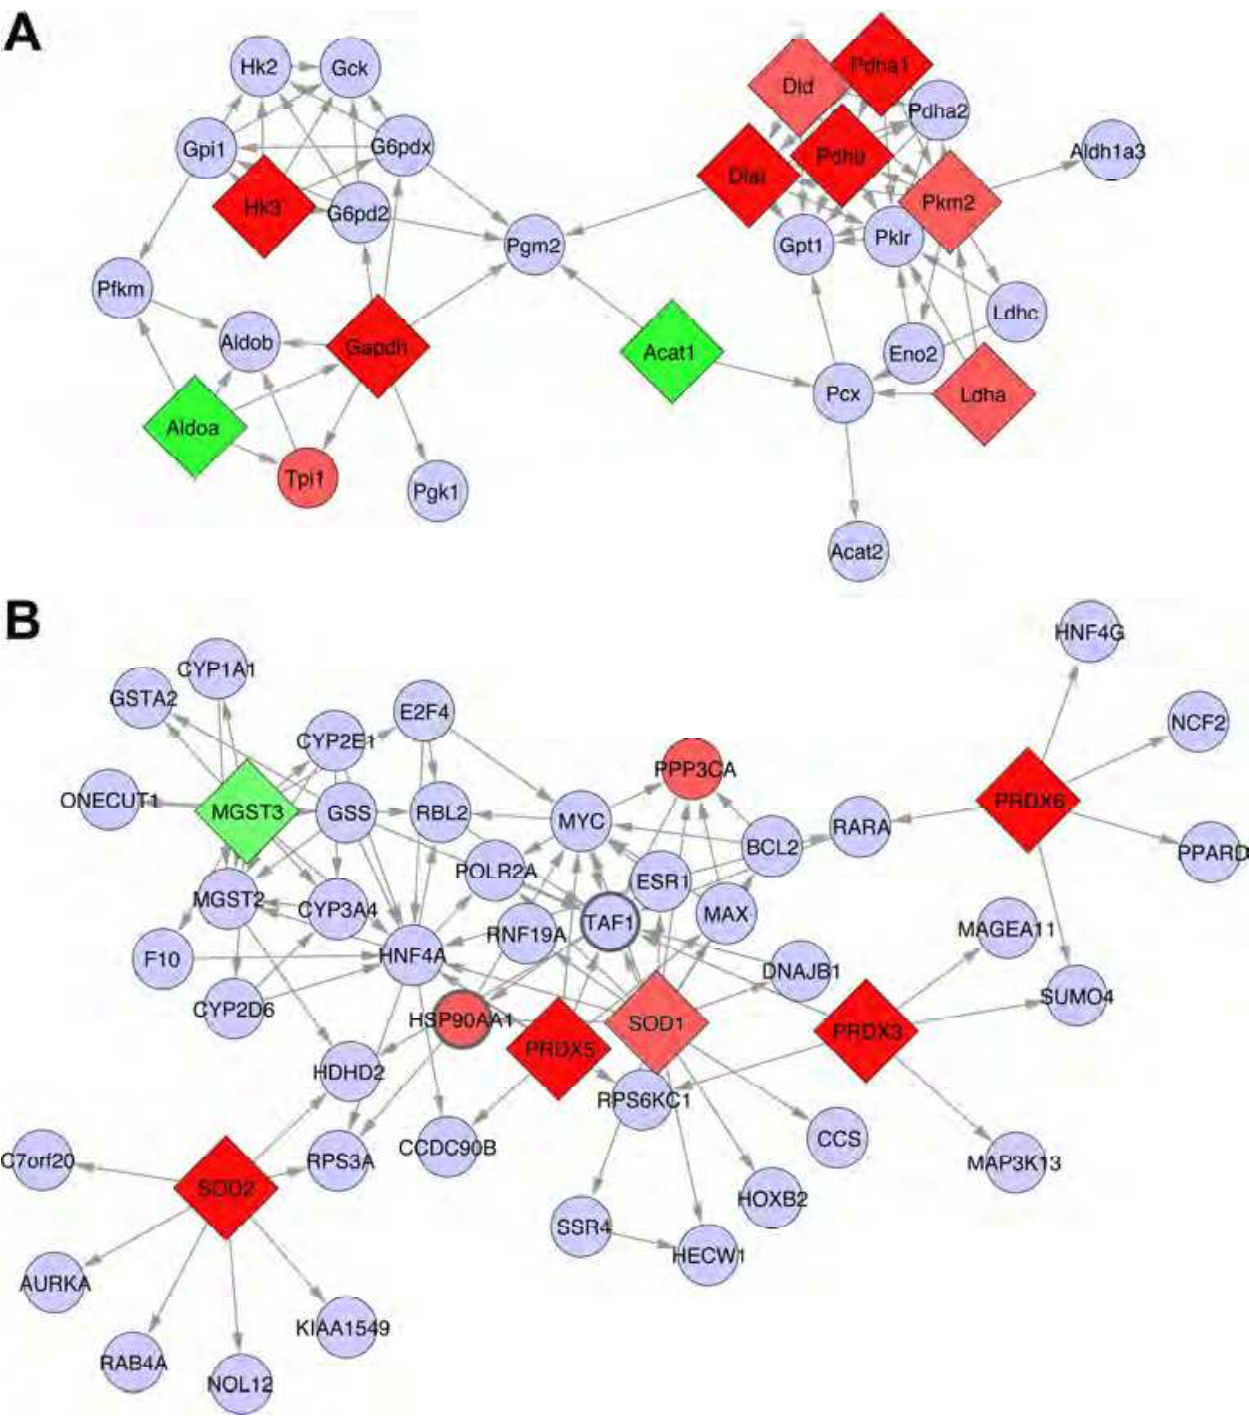 A
Hk2
Gck
Gpi1
G6pdx
Hk3
G6pd2
Pfkm
Aldob
Gapdh
Aldoa
Tpi1
Pgk1
Pgm2
Dld
Pdha1
Pdha2
Aldh1a3
Dlat
Pdhb
Pkm2
Gpt1
Pklr
Ldhc
Eno2
Acat1
Pcx
Ldha
Acat2
B
CYP1A1
GSTA2
E2F4
CYP2E1
ONECUT1
MGST3
GSS
RBL2
MYC
PPP3CA
BCL2
RARA
HNF4G
NCF2
PRDX6
PPARD
POLR2A
ESR1
MGST2
CYP3A4
TAF1
MAX
RNF19A
MAGEA11
F10
HNF4A
DNAJB1
SUMO4
CYP2D6
HSP90AA1
SOD1
PRDX3
PRDX5
HDHD2
RPS6KC1
CCS
MAP3K13
C7orf20
RPS3A
CCDC90B
SOD2
HOXB2
SSR4
HECW1
AURKA
KIAA1549
RAB4A
NOL12